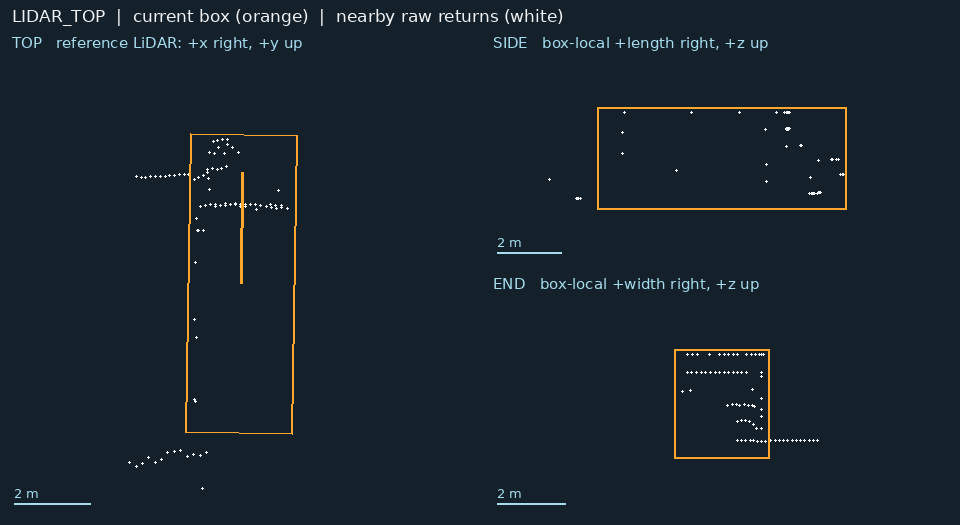 LIDAR_TOP | current box (orange) | nearby raw returns (white)
TOP reference LiDAR: +x right, +y up
SIDE box-local +length right, +z up
2 m
END box-local +width right, +z up
2 m
2 m